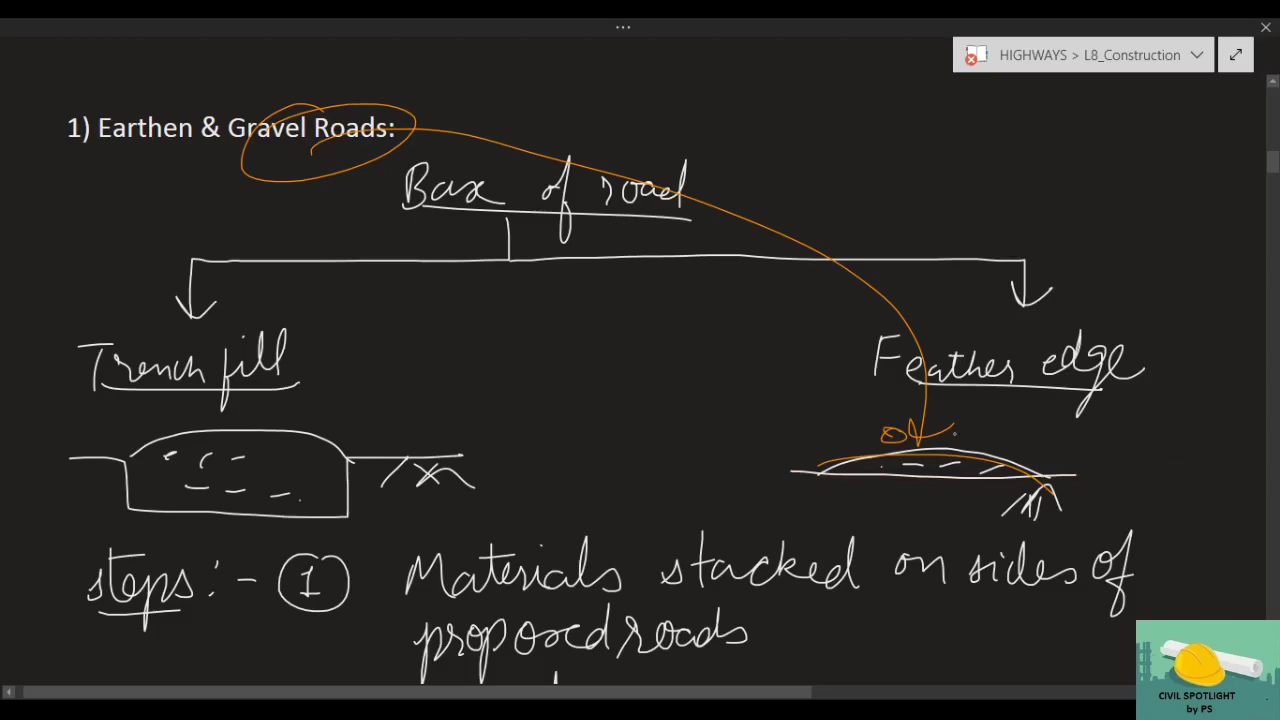 HIGHWAYS > L8_Construction
1) Earthen & Gravel Roads:
Base of road
Trench fill
Feather edge
steps :- ① Materials stacked on sides of
proposed roads
CIVIL SPOTLIGHT
by PS